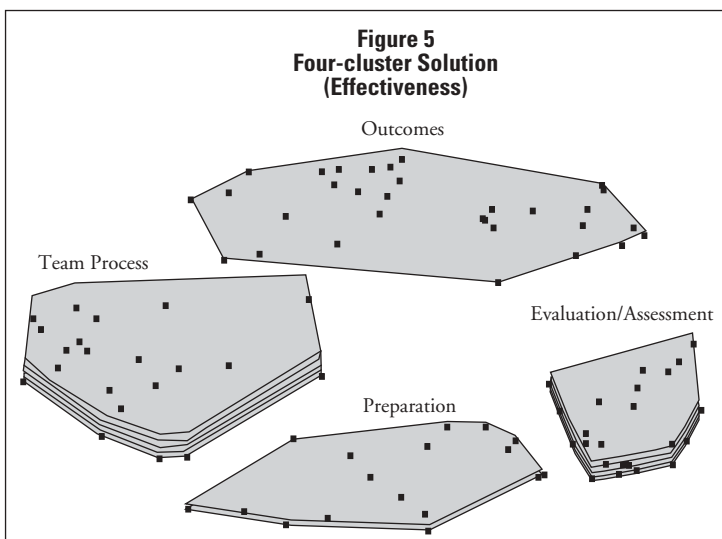 Figure 5
Four-cluster Solution
(Effectiveness)
Outcomes
Team Process
Evaluation/Assessment
Preparation